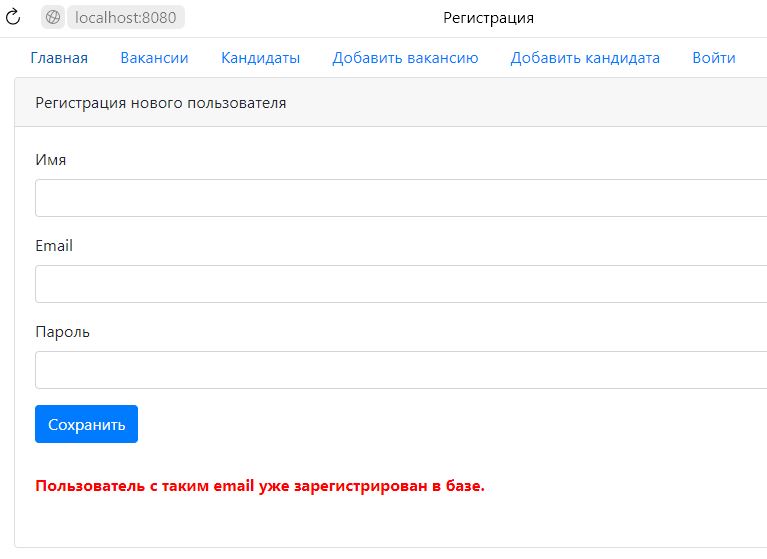 localhost:8080 Регистрация
Главная Вакансии Кандидаты Добавить вакансию Добавить кандидата Войти
Регистрация нового пользователя
Имя
Email
Пароль
Сохранить
Пользователь с таким email уже зарегистрирован в базе.